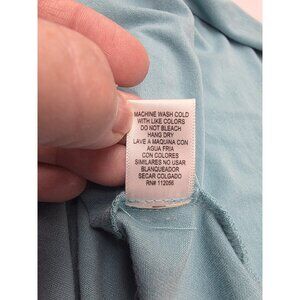 MACHINE WASH COLD
WITH LIKE COLORS
DO NOT BLEACH
HANG DRY
LAVE A MAQUINA CON
AGUA FRIA
CON COLORES
SIMILARES NO USAR
BLANQUEADOR
SECAR COLGADO
RN# 112056